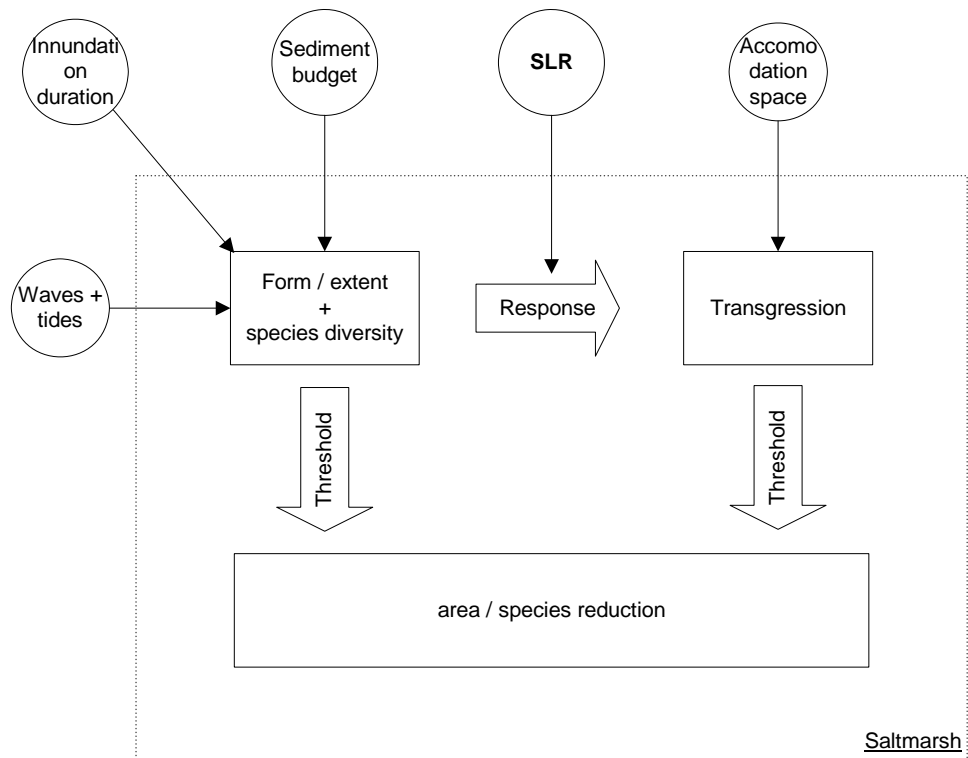 Innundati
on
duration
Sediment
budget
SLR
Accomo
dation
space
Waves +
tides
Form / extent
+
species diversity
Response
Transgression
Threshold
Threshold
area / species reduction
Saltmarsh